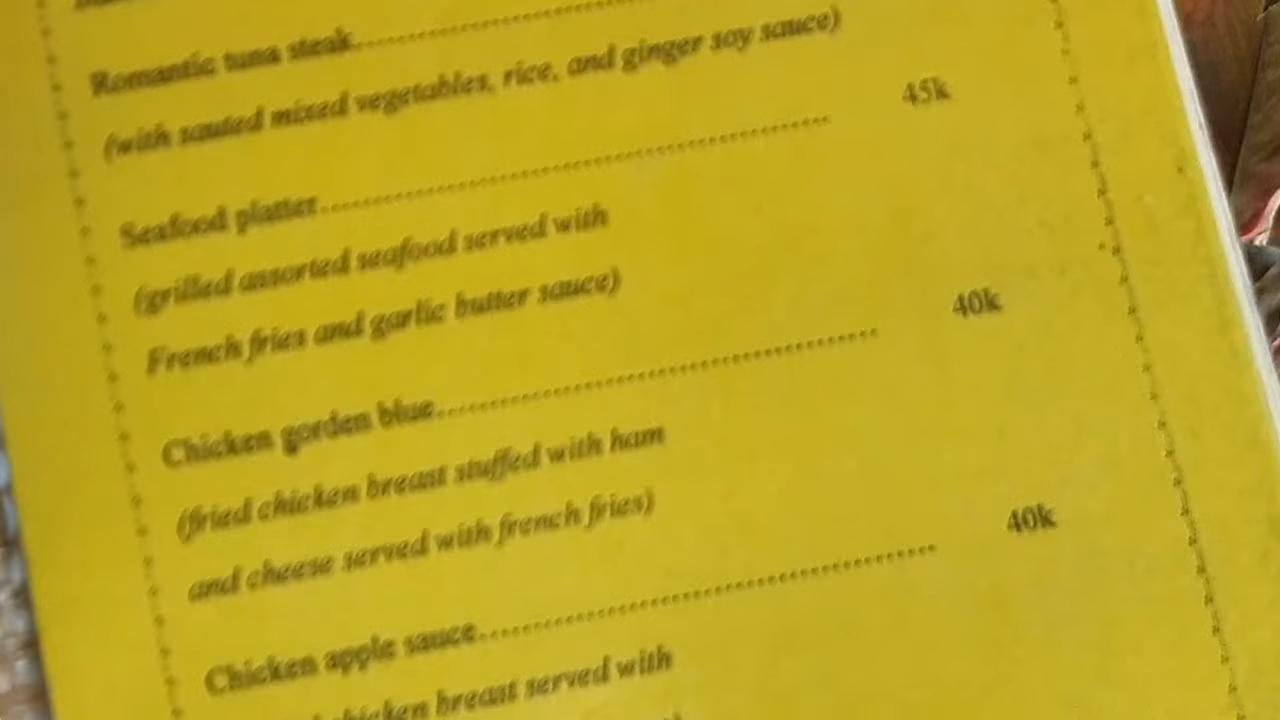 Romantic tuna steak........................
(with sauted mixed vegetables, rice, and ginger soy sauce)
Seafood platter................................................................ 45k
(grilled assorted seafood served with
French fries and garlic butter sauce)
Chicken gorden blue........................................................ 40k
(fried chicken breast stuffed with ham
and cheese served with french fries)
Chicken apple sauce........................................................ 40k
chicken breast served with